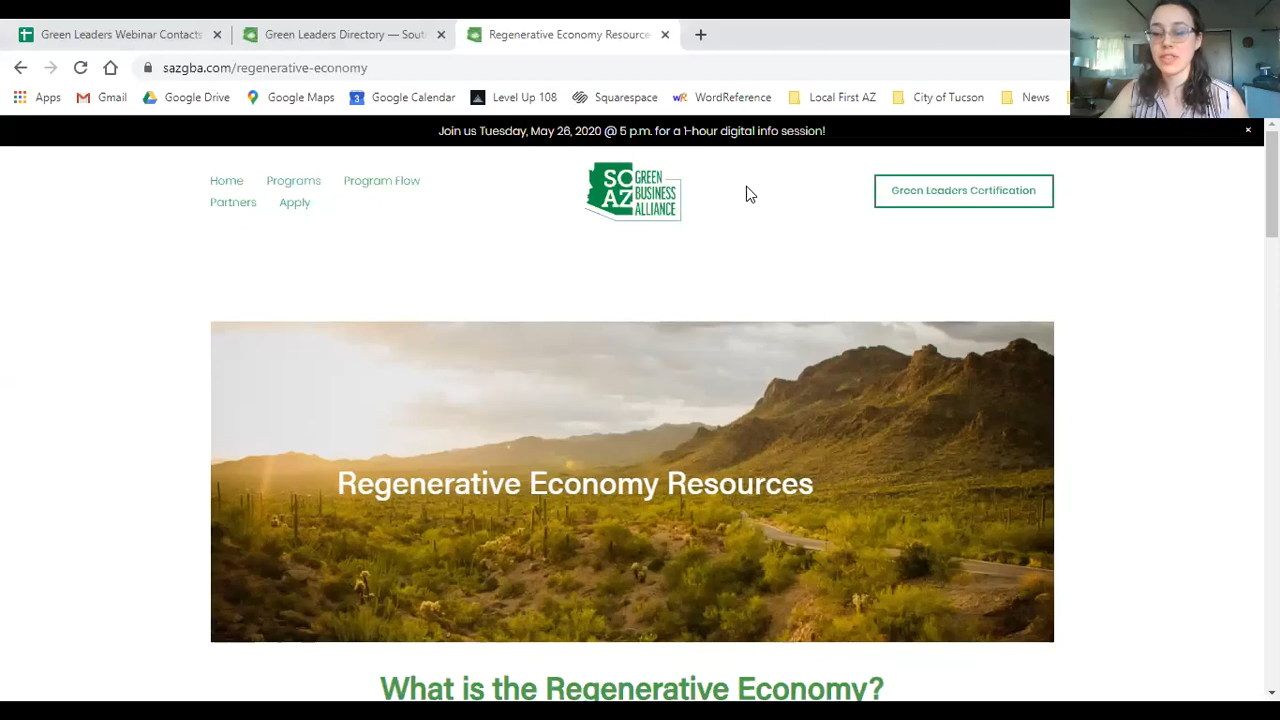 Green Leaders Webinar Contacts
Green Leaders Directory — Sout
Regenerative Economy Resource
sazgba.com/regenerative-economy
Apps Gmail Google Drive Google Maps 3 Google Calendar Level Up 108 Squarespace WR WordReference Local First AZ City of Tucson News
Join us Tuesday, May 26, 2020 @ 5 p.m. for a 1-hour digital info session!
Home Programs Program Flow
Partners Apply
SO AZ
GREEN
BUSINESS
ALLIANCE
Green Leaders Certification
Regenerative Economy Resources
What is the Regenerative Economy?